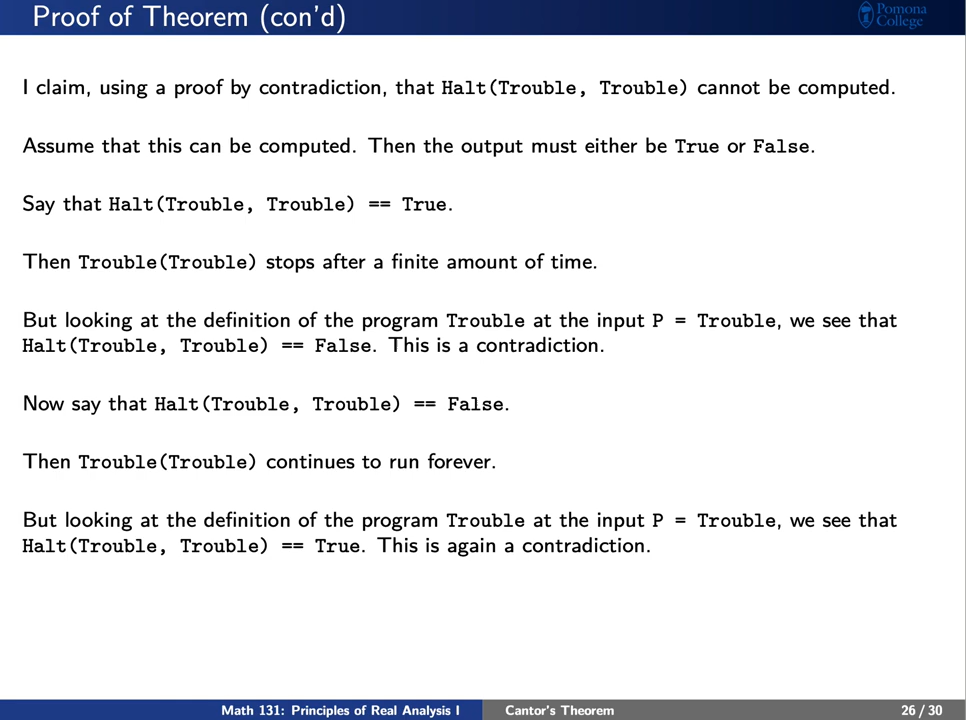 Proof of Theorem (con'd)
Pomona
College
I claim, using a proof by contradiction, that Halt(Trouble, Trouble) cannot be computed.
Assume that this can be computed. Then the output must either be True or False.
Say that Halt(Trouble, Trouble) == True.
Then Trouble(Trouble) stops after a finite amount of time.
But looking at the definition of the program Trouble at the input P = Trouble, we see that
Halt(Trouble, Trouble) == False. This is a contradiction.
Now say that Halt(Trouble, Trouble) == False.
Then Trouble(Trouble) continues to run forever.
But looking at the definition of the program Trouble at the input P = Trouble, we see that
Halt(Trouble, Trouble) == True. This is again a contradiction.
Math 131: Principles of Real Analysis I
Cantor's Theorem
26 / 30